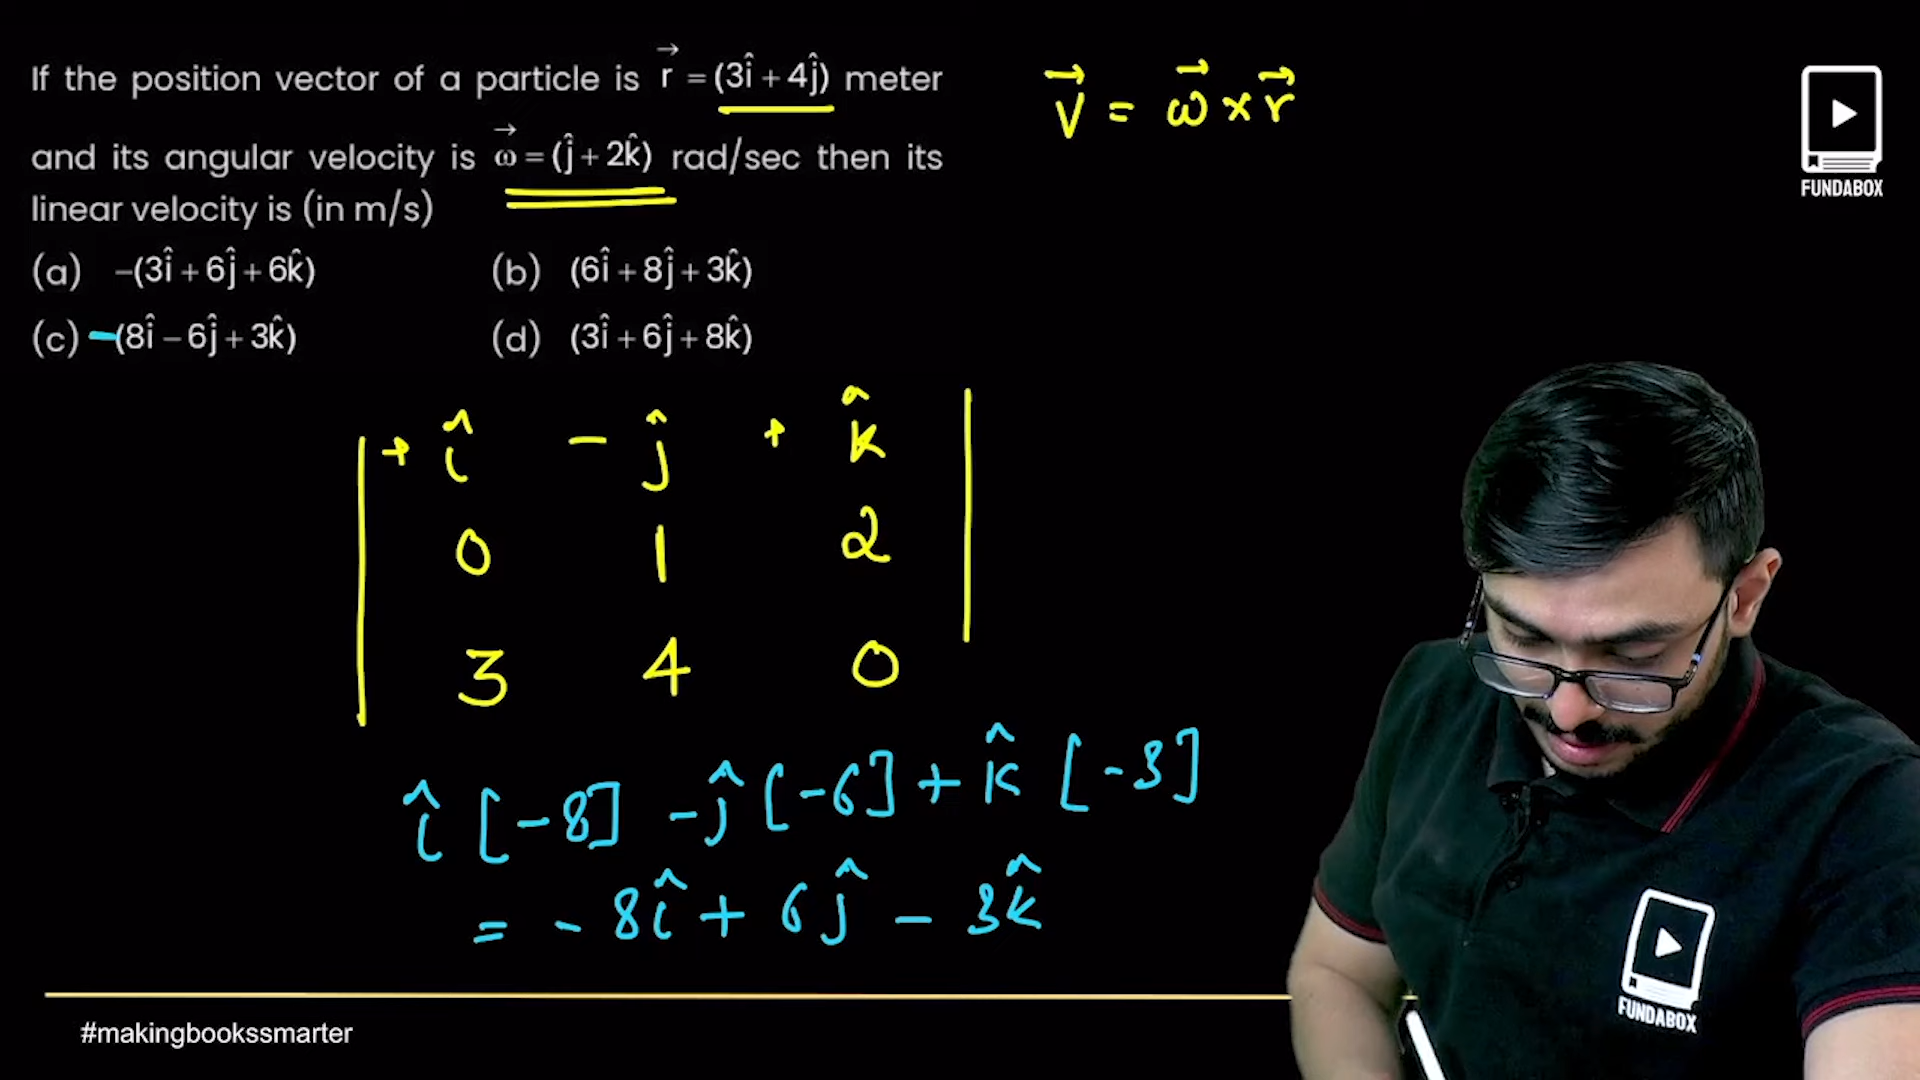 If the position vector of a particle is r⃗ = (3î + 4ĵ) meter
and its angular velocity is ω⃗ = (ĵ + 2k̂) rad/sec then its
linear velocity is (in m/s)
(a) –(3î + 6ĵ + 6k̂) (b) (6î + 8ĵ + 3k̂)
(c) –(8î – 6ĵ + 3k̂) (d) (3î + 6ĵ + 8k̂)
v⃗ = ω⃗ × r⃗
FUNDABOX
+ î – ĵ + k̂
0 1 2
3 4 0
î [-8] - ĵ [-6] + k̂ [-3]
= - 8î + 6ĵ - 3k̂
FUNDABOX
#makingbookssmarter